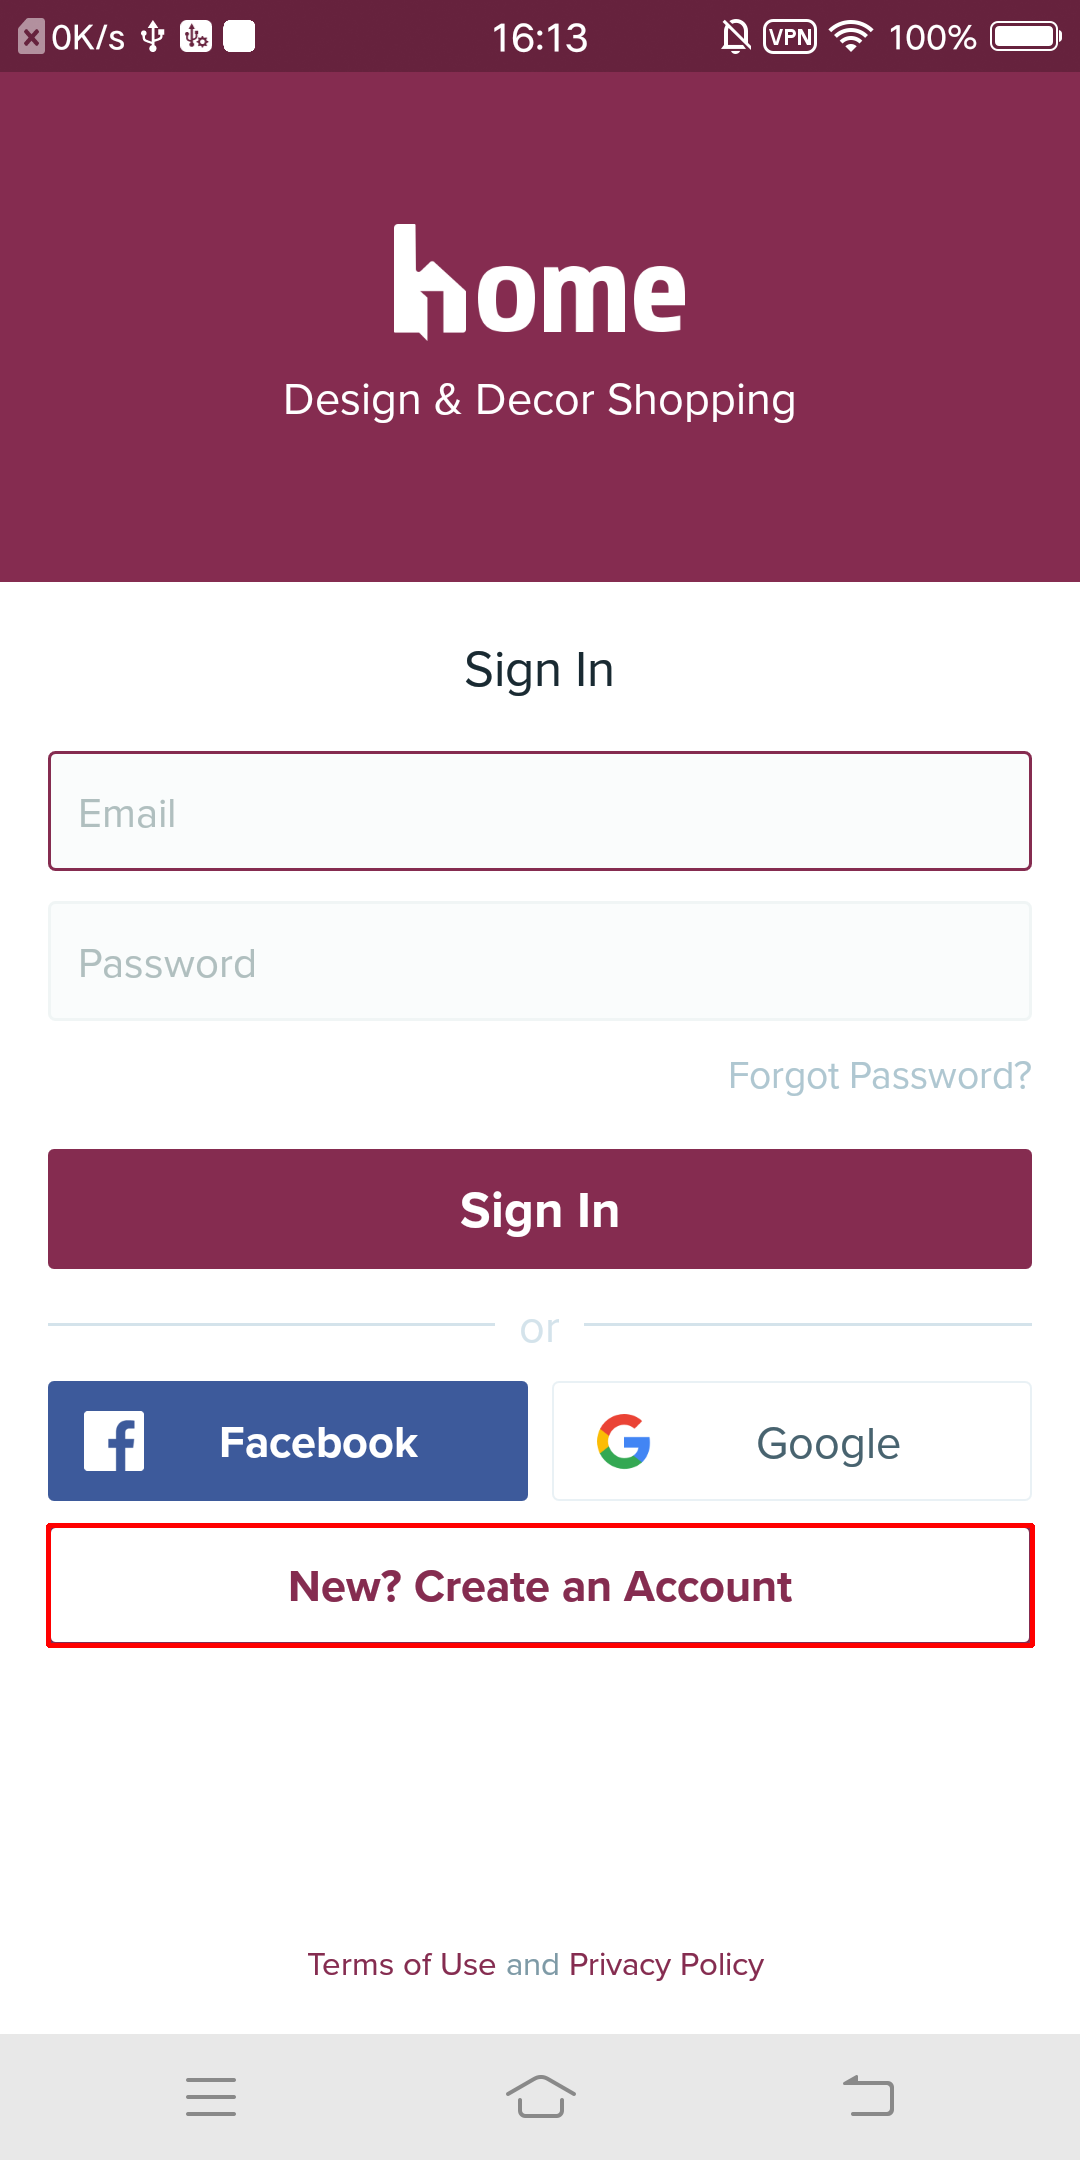 0K/s 16:13 VPN 100%
home
Design & Decor Shopping
Sign In
Email
Password
Forgot Password?
Sign In
or
Facebook Google
New? Create an Account
Terms of Use and Privacy Policy